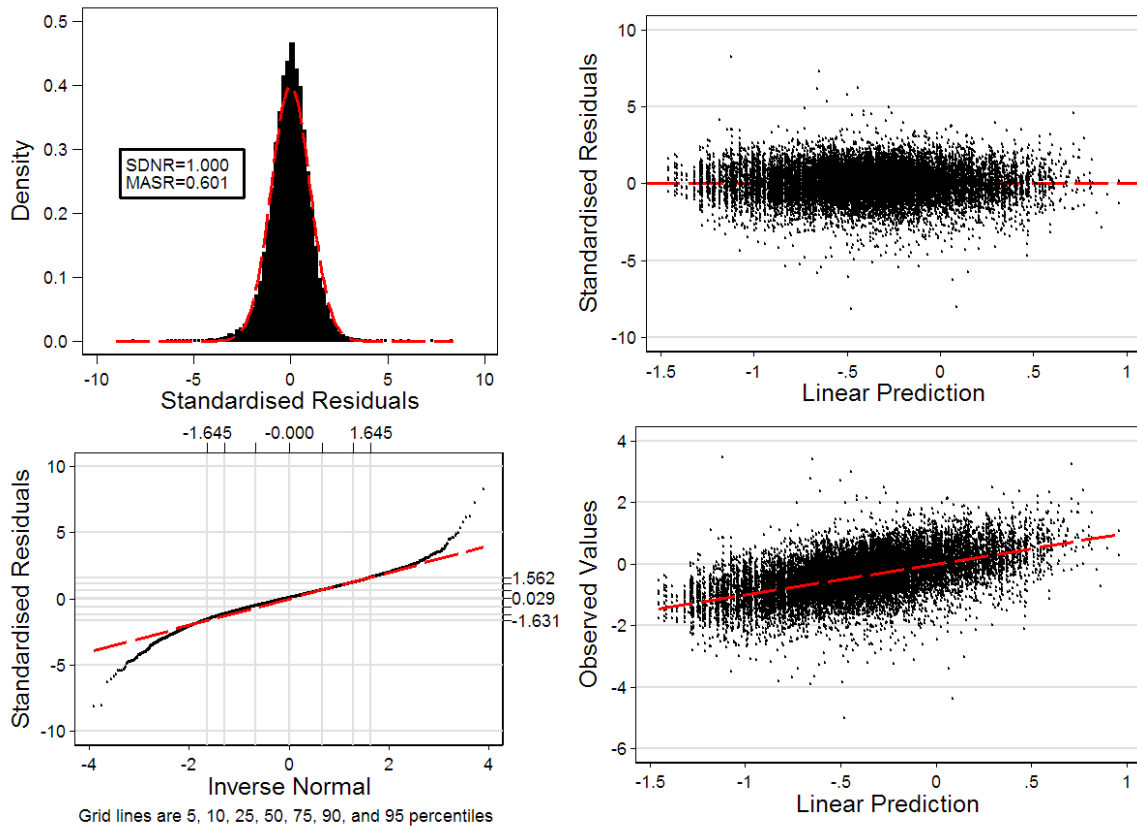 0.5
0.4
0.3
0.2
0.1
0.0
Density
SDNR=1.000
MASR=0.601
-10 -5 0 5 10
Standardised Residuals
10
5
0
-5
-10
Standardised Residuals
-1.5 -1 -.5 0 .5 1
Linear Prediction
-1.645 -0.000 1.645
10
5
0
-5
-10
Standardised Residuals
1.562
0.029
-1.631
-4 -2 0 2 4
Inverse Normal
Grid lines are 5, 10, 25, 50, 75, 90, and 95 percentiles
4
2
0
-2
-4
-6
Observed Values
-1.5 -1 -.5 0 .5 1
Linear Prediction